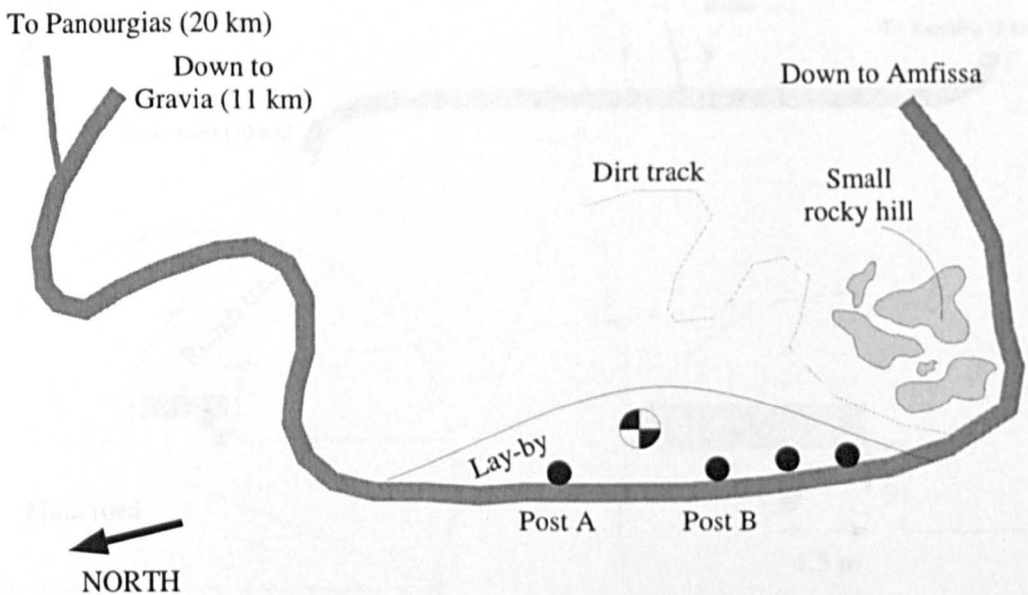 To Panourgias (20 km)
Down to
Gravia (11 km)
Down to Amfissa
Dirt track
Small
rocky hill
Lay-by
Post A
Post B
NORTH